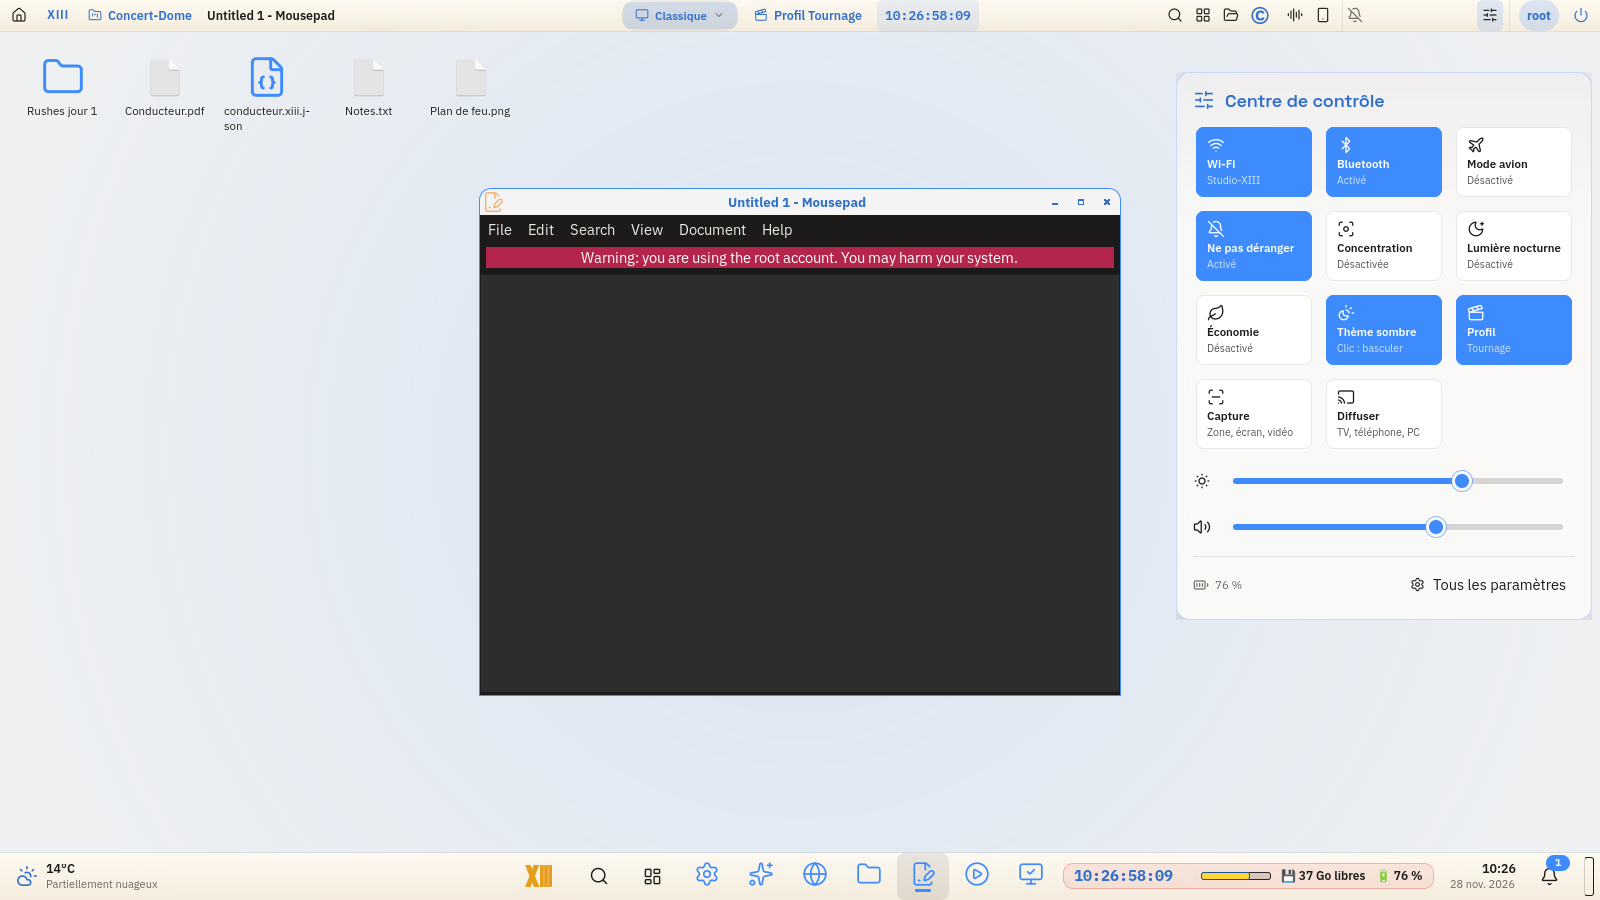 XIII
Concert-Dome
Untitled 1 - Mousepad
Classique
Profil Tournage
10:26:58:09
root
Rushes jour 1
Conducteur.pdf
conducteur.xiii.j-
son
Notes.txt
Plan de feu.png
Untitled 1 - Mousepad
File Edit Search View Document Help
Warning: you are using the root account. You may harm your system.
Centre de contrôle
Wi-Fi
Studio-XIII
Bluetooth
Activé
Mode avion
Désactivé
Ne pas déranger
Activé
Concentration
Désactivée
Lumière nocturne
Désactivé
Économie
Désactivé
Thème sombre
Clic : basculer
Profil
Tournage
Capture
Zone, écran, vidéo
Diffuser
TV, téléphone, PC
76 %
Tous les paramètres
14°C
Partiellement nuageux
XIII
10:26:58:09
37 Go libres
76 %
10:26
28 nov. 2026
1